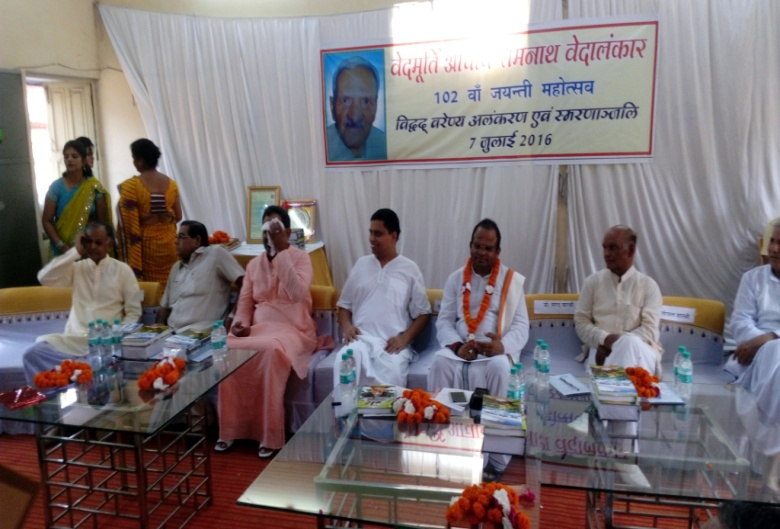 वेदमूर्ति आचार्य रामनाथ वेदालंकार
102 वाँ जयन्ती महोत्सव
विद्वद् वरेण्य अलंकरण एवं स्मरणाञ्जलि
7 जुलाई 2016